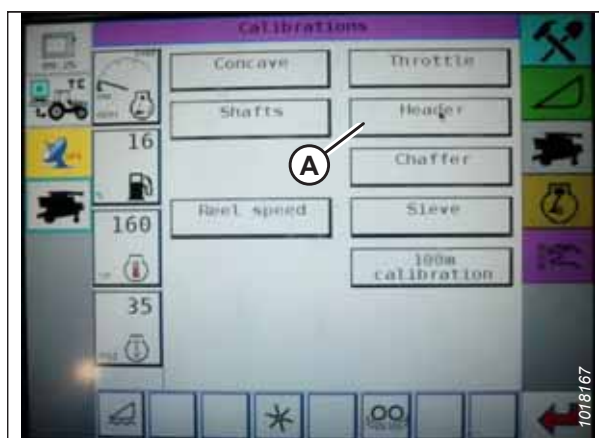 Calibrations
Concave
Throttle
Shafts
Header
A
Chaffer
Reel speed
Sieve
100m
calibration
16
160
35
1018167